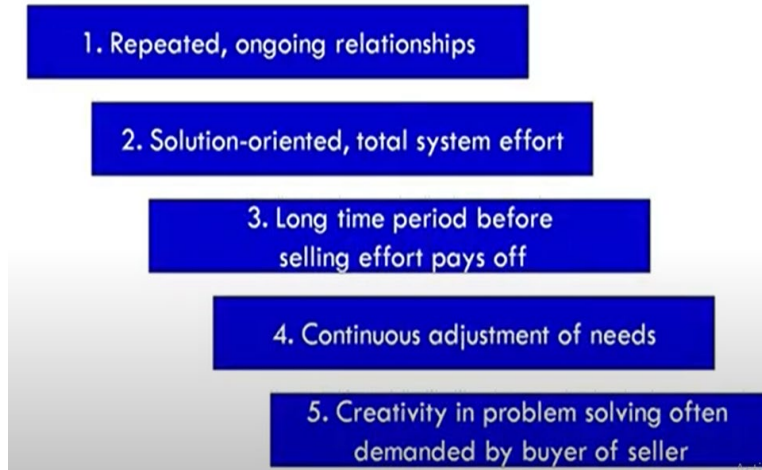 1. Repeated, ongoing relationships
2. Solution-oriented, total system effort
3. Long time period before
selling effort pays off
4. Continuous adjustment of needs
5. Creativity in problem solving often
demanded by buyer of seller